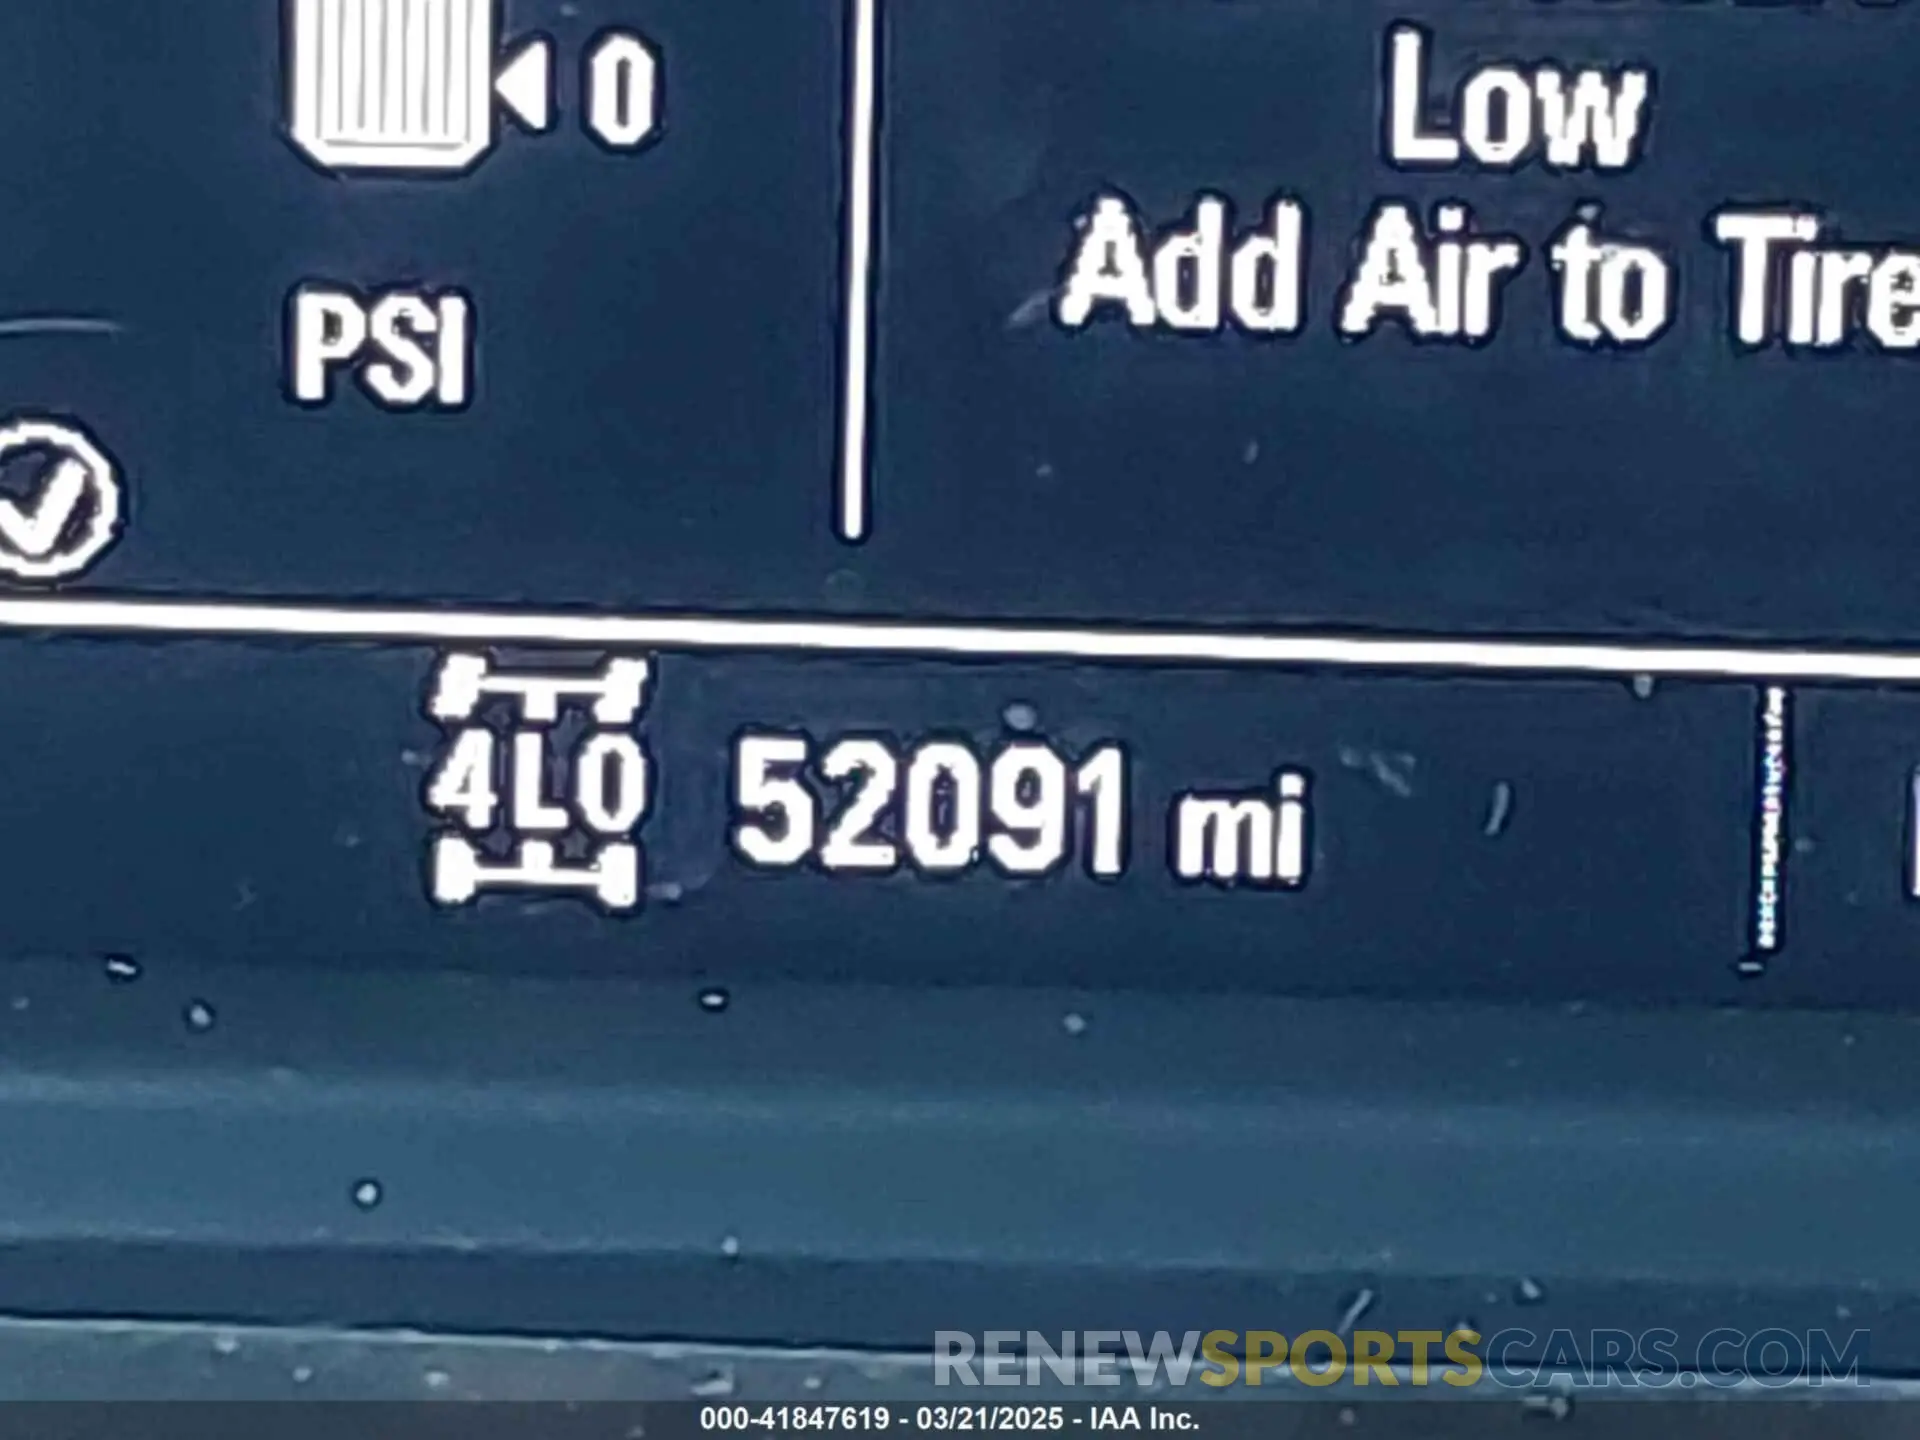 0
Low
Add Air to Tire
PSI
4LO
52091 mi
RENEWSPORTSCARS.COM
000-41847619 - 03/21/2025 - IAA Inc.